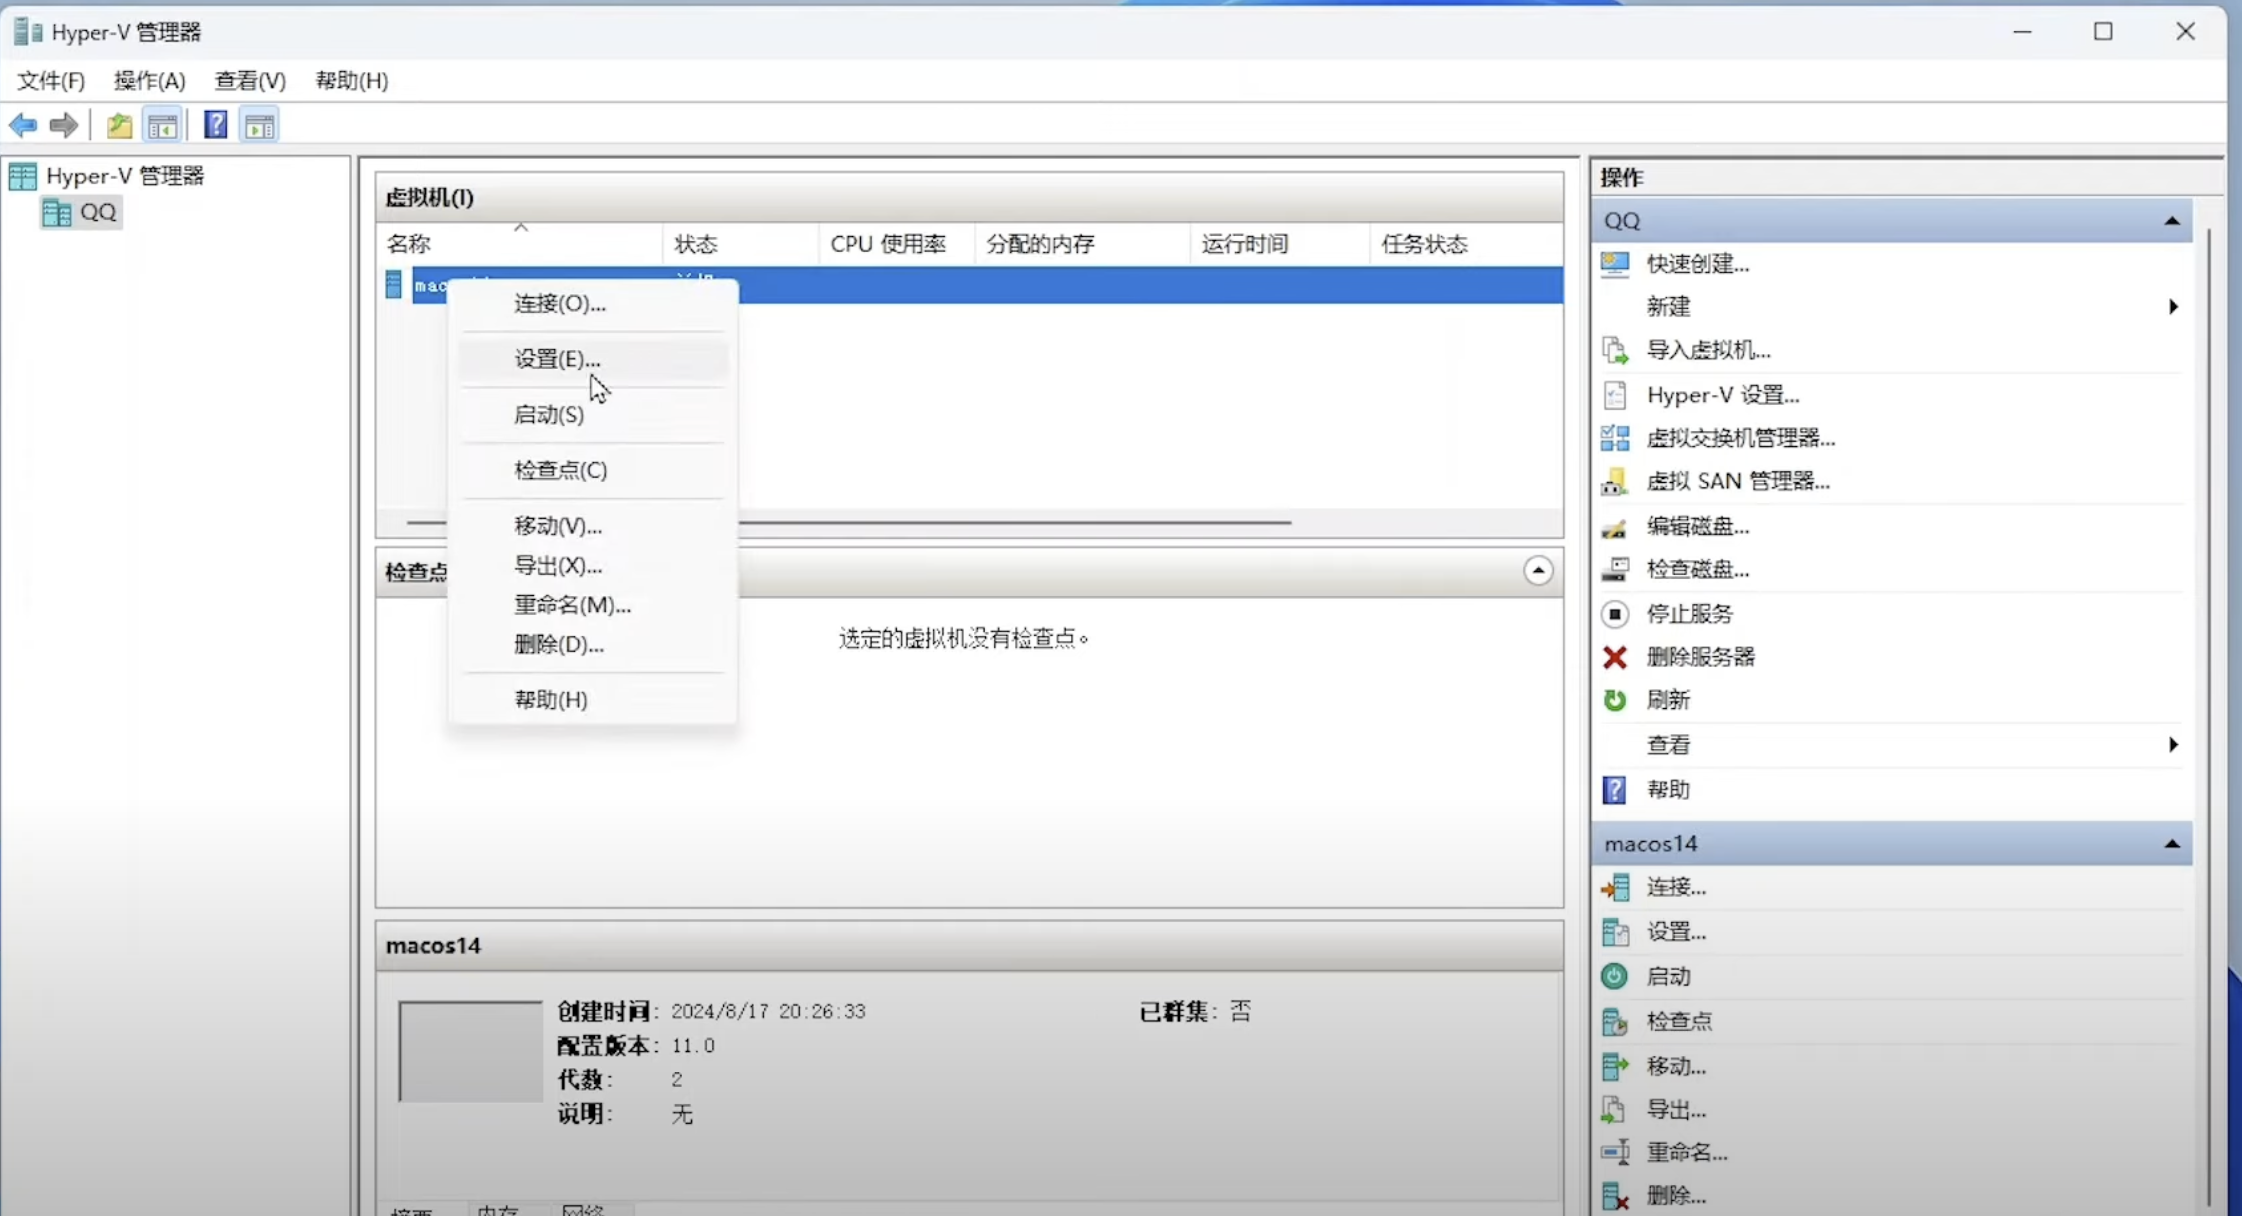 Hyper-V 管理器
文件(F) 操作(A) 查看(V) 帮助(H)
Hyper-V 管理器
QQ
虚拟机(I)
名称 状态 CPU 使用率 分配的内存 运行时间 任务状态
mac
连接(O)...
设置(E)...
启动(S)
检查点(C)
移动(V)...
导出(X)...
重命名(M)...
删除(D)...
帮助(H)
检查点
选定的虚拟机没有检查点。
macos14
创建时间: 2024/8/17 20:26:33 已群集: 否
配置版本: 11.0
代数: 2
说明: 无
摘要 内存 网络
操作
QQ
快速创建...
新建
导入虚拟机...
Hyper-V 设置...
虚拟交换机管理器...
虚拟 SAN 管理器...
编辑磁盘...
检查磁盘...
停止服务
删除服务器
刷新
查看
帮助
macos14
连接...
设置...
启动
检查点
移动...
导出...
重命名...
删除...